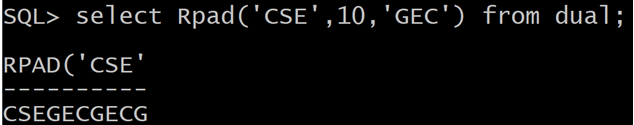 SQL> select Rpad('CSE',10,'GEC') from dual;
RPAD('CSE'
----------
CSEGECGECG